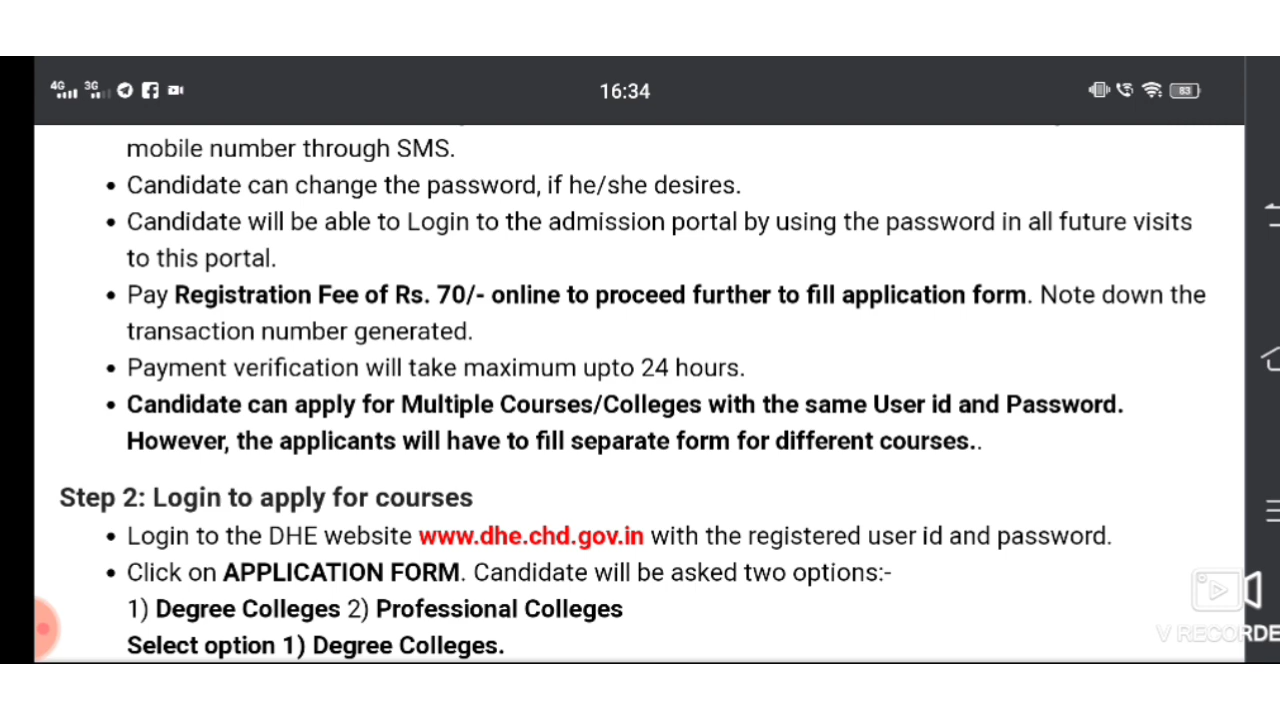 4G 3G 16:34 83
mobile number through SMS.
• Candidate can change the password, if he/she desires.
• Candidate will be able to Login to the admission portal by using the password in all future visits
to this portal.
• Pay Registration Fee of Rs. 70/- online to proceed further to fill application form. Note down the
transaction number generated.
• Payment verification will take maximum upto 24 hours.
• Candidate can apply for Multiple Courses/Colleges with the same User id and Password.
However, the applicants will have to fill separate form for different courses..
Step 2: Login to apply for courses
• Login to the DHE website www.dhe.chd.gov.in with the registered user id and password.
• Click on APPLICATION FORM. Candidate will be asked two options:-
1) Degree Colleges 2) Professional Colleges
Select option 1) Degree Colleges.
V RECORDE